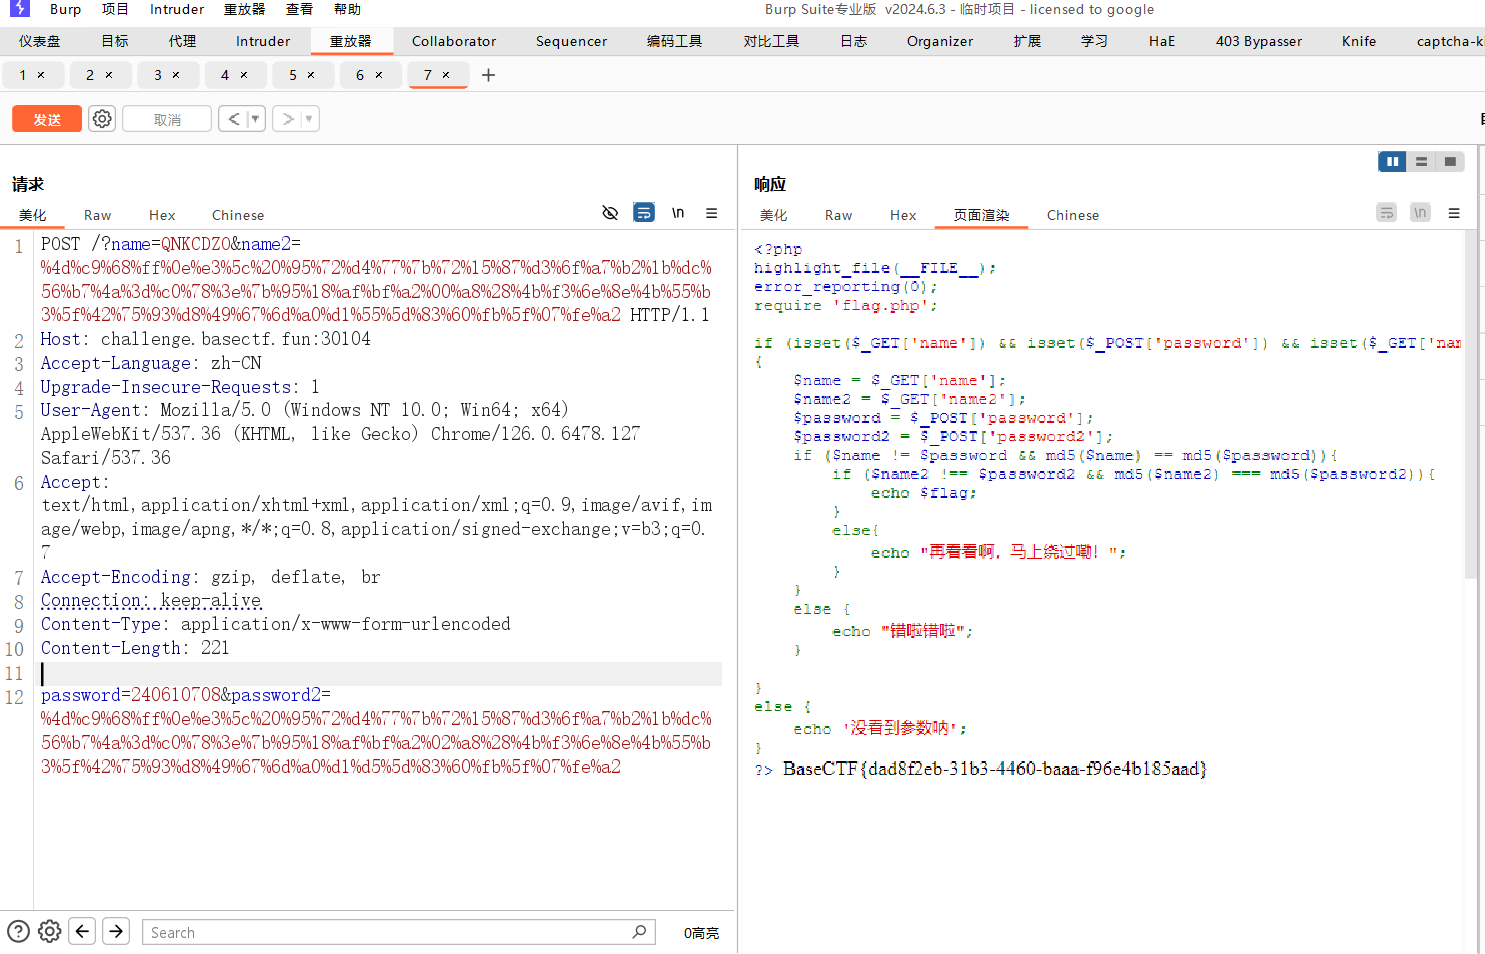 Burp 项目 Intruder 重放器 查看 帮助 Burp Suite专业版 v2024.6.3 - 临时项目 - licensed to google
仪表盘 目标 代理 Intruder 重放器 Collaborator Sequencer 编码工具 对比工具 日志 Organizer 扩展 学习 HaE 403 Bypasser Knife captcha-ki
1 × 2 × 3 × 4 × 5 × 6 × 7 × +
发送 取消 < >
请求
美化 Raw Hex Chinese \n
1 POST /?name=QNKCDZO&name2=
%4d%c9%68%ff%0e%e3%5c%20%95%72%d4%77%7b%72%15%87%d3%6f%a7%b2%1b%dc%
56%b7%4a%3d%c0%78%3e%7b%95%18%af%bf%a2%00%a8%28%4b%f3%6e%8e%4b%55%b
3%5f%42%75%93%d8%49%67%6d%a0%d1%55%5d%83%60%fb%5f%07%fe%a2 HTTP/1.1
2 Host: challenge.basectf.fun:30104
3 Accept-Language: zh-CN
4 Upgrade-Insecure-Requests: 1
5 User-Agent: Mozilla/5.0 (Windows NT 10.0; Win64; x64)
AppleWebKit/537.36 (KHTML, like Gecko) Chrome/126.0.6478.127
Safari/537.36
6 Accept:
text/html,application/xhtml+xml,application/xml;q=0.9,image/avif,im
age/webp,image/apng,*/*;q=0.8,application/signed-exchange;v=b3;q=0.
7
7 Accept-Encoding: gzip, deflate, br
8 Connection: keep-alive
9 Content-Type: application/x-www-form-urlencoded
10 Content-Length: 221
11
12 password=240610708&password2=
%4d%c9%68%ff%0e%e3%5c%20%95%72%d4%77%7b%72%15%87%d3%6f%a7%b2%1b%dc%
56%b7%4a%3d%c0%78%3e%7b%95%18%af%bf%a2%02%a8%28%4b%f3%6e%8e%4b%55%b
3%5f%42%75%93%d8%49%67%6d%a0%d1%d5%5d%83%60%fb%5f%07%fe%a2
Search 0高亮
响应
美化 Raw Hex 页面渲染 Chinese \n
<?php
highlight_file(__FILE__);
error_reporting(0);
require 'flag.php';
if (isset($_GET['name']) && isset($_POST['password']) && isset($_GET['nam
{
$name = $_GET['name'];
$name2 = $_GET['name2'];
$password = $_POST['password'];
$password2 = $_POST['password2'];
if ($name != $password && md5($name) == md5($password)){
if ($name2 !== $password2 && md5($name2) === md5($password2)){
echo $flag;
}
else{
echo "再看看啊，马上绕过嘞！";
}
}
else {
echo "错啦错啦";
}
}
else {
echo '没看到参数呐';
}
?> BaseCTF{dad8f2eb-31b3-4460-baaa-f96e4b185aad}